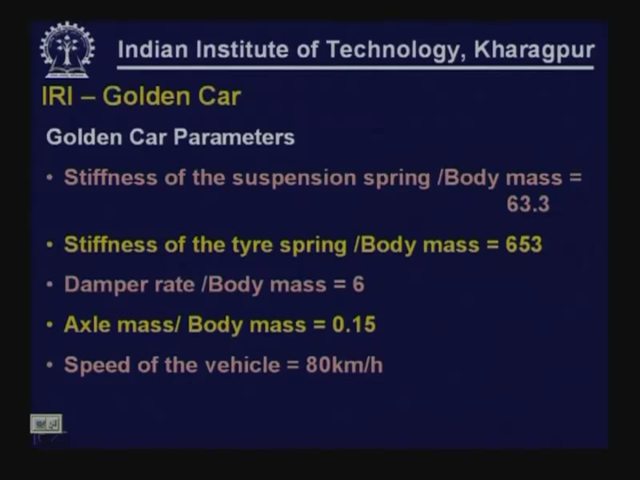 Indian Institute of Technology, Kharagpur
IRI – Golden Car
Golden Car Parameters
• Stiffness of the suspension spring /Body mass =
63.3
• Stiffness of the tyre spring /Body mass = 653
• Damper rate /Body mass = 6
• Axle mass/ Body mass = 0.15
• Speed of the vehicle = 80km/h